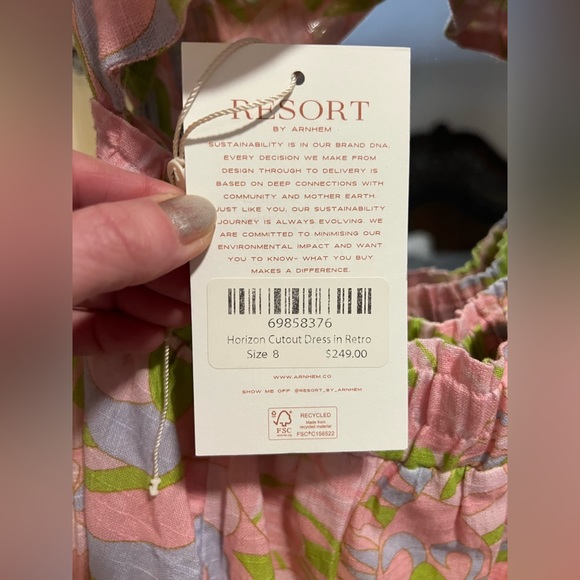 RESORT
BY ARNHEM
SUSTAINABILITY IS IN OUR BRAND DNA.
EVERY DECISION WE MAKE FROM
DESIGN THROUGH TO DELIVERY IS
BASED ON DEEP CONNECTIONS WITH
COMMUNITY AND MOTHER EARTH.
JUST LIKE YOU, OUR SUSTAINABILITY
JOURNEY IS ALWAYS EVOLVING. WE
ARE COMMITTED TO MINIMISING OUR
ENVIRONMENTAL IMPACT AND WANT
YOU TO KNOW- WHAT YOU BUY
MAKES A DIFFERENCE.
69858376
Horizon Cutout Dress in Retro
Size 8 $249.00
WWW.ARNHEM.CO
SHOW ME OFF @RESORT_BY_ARNHEM
FSC
RECYCLED
Made from
recycled material
FSC® C156522